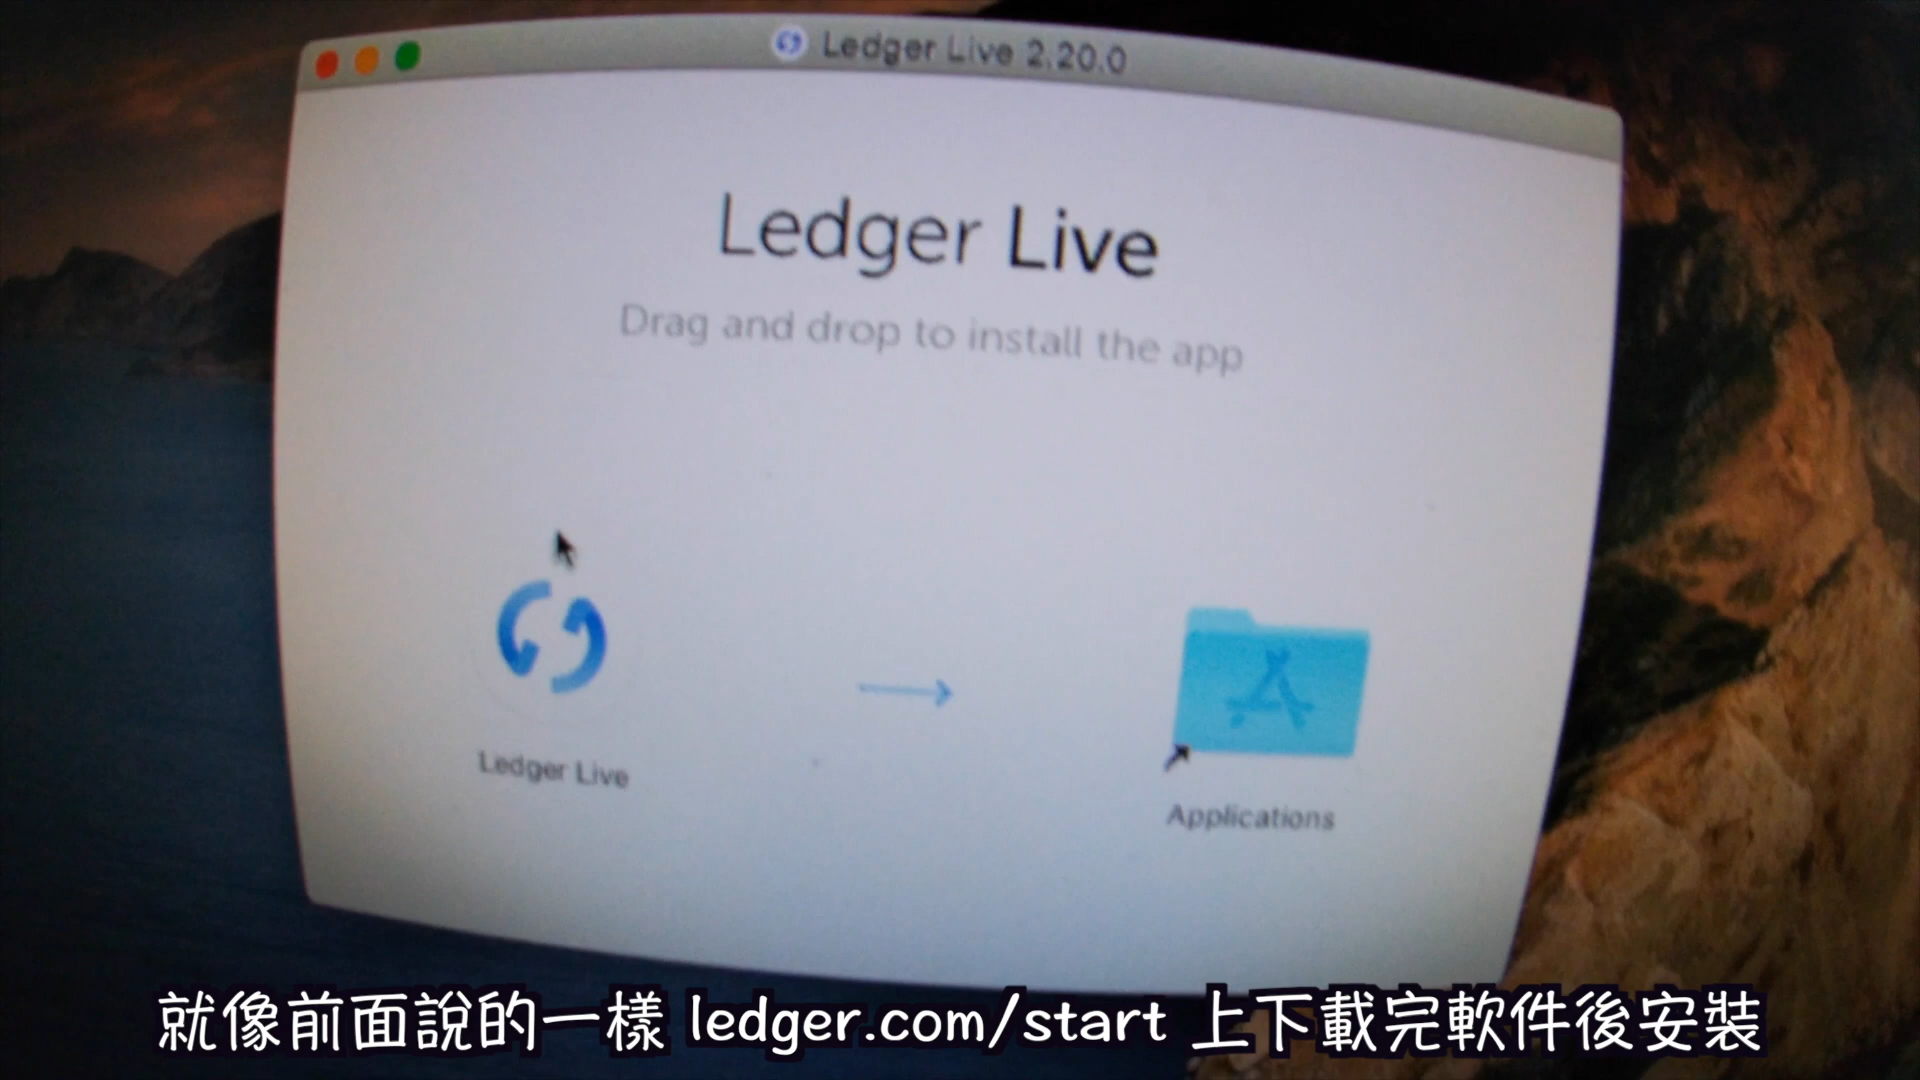 Ledger Live 2.20.0
Ledger Live
Drag and drop to install the app
Ledger Live
Applications
就像前面說的一樣 ledger.com/start 上下載完軟件後安裝